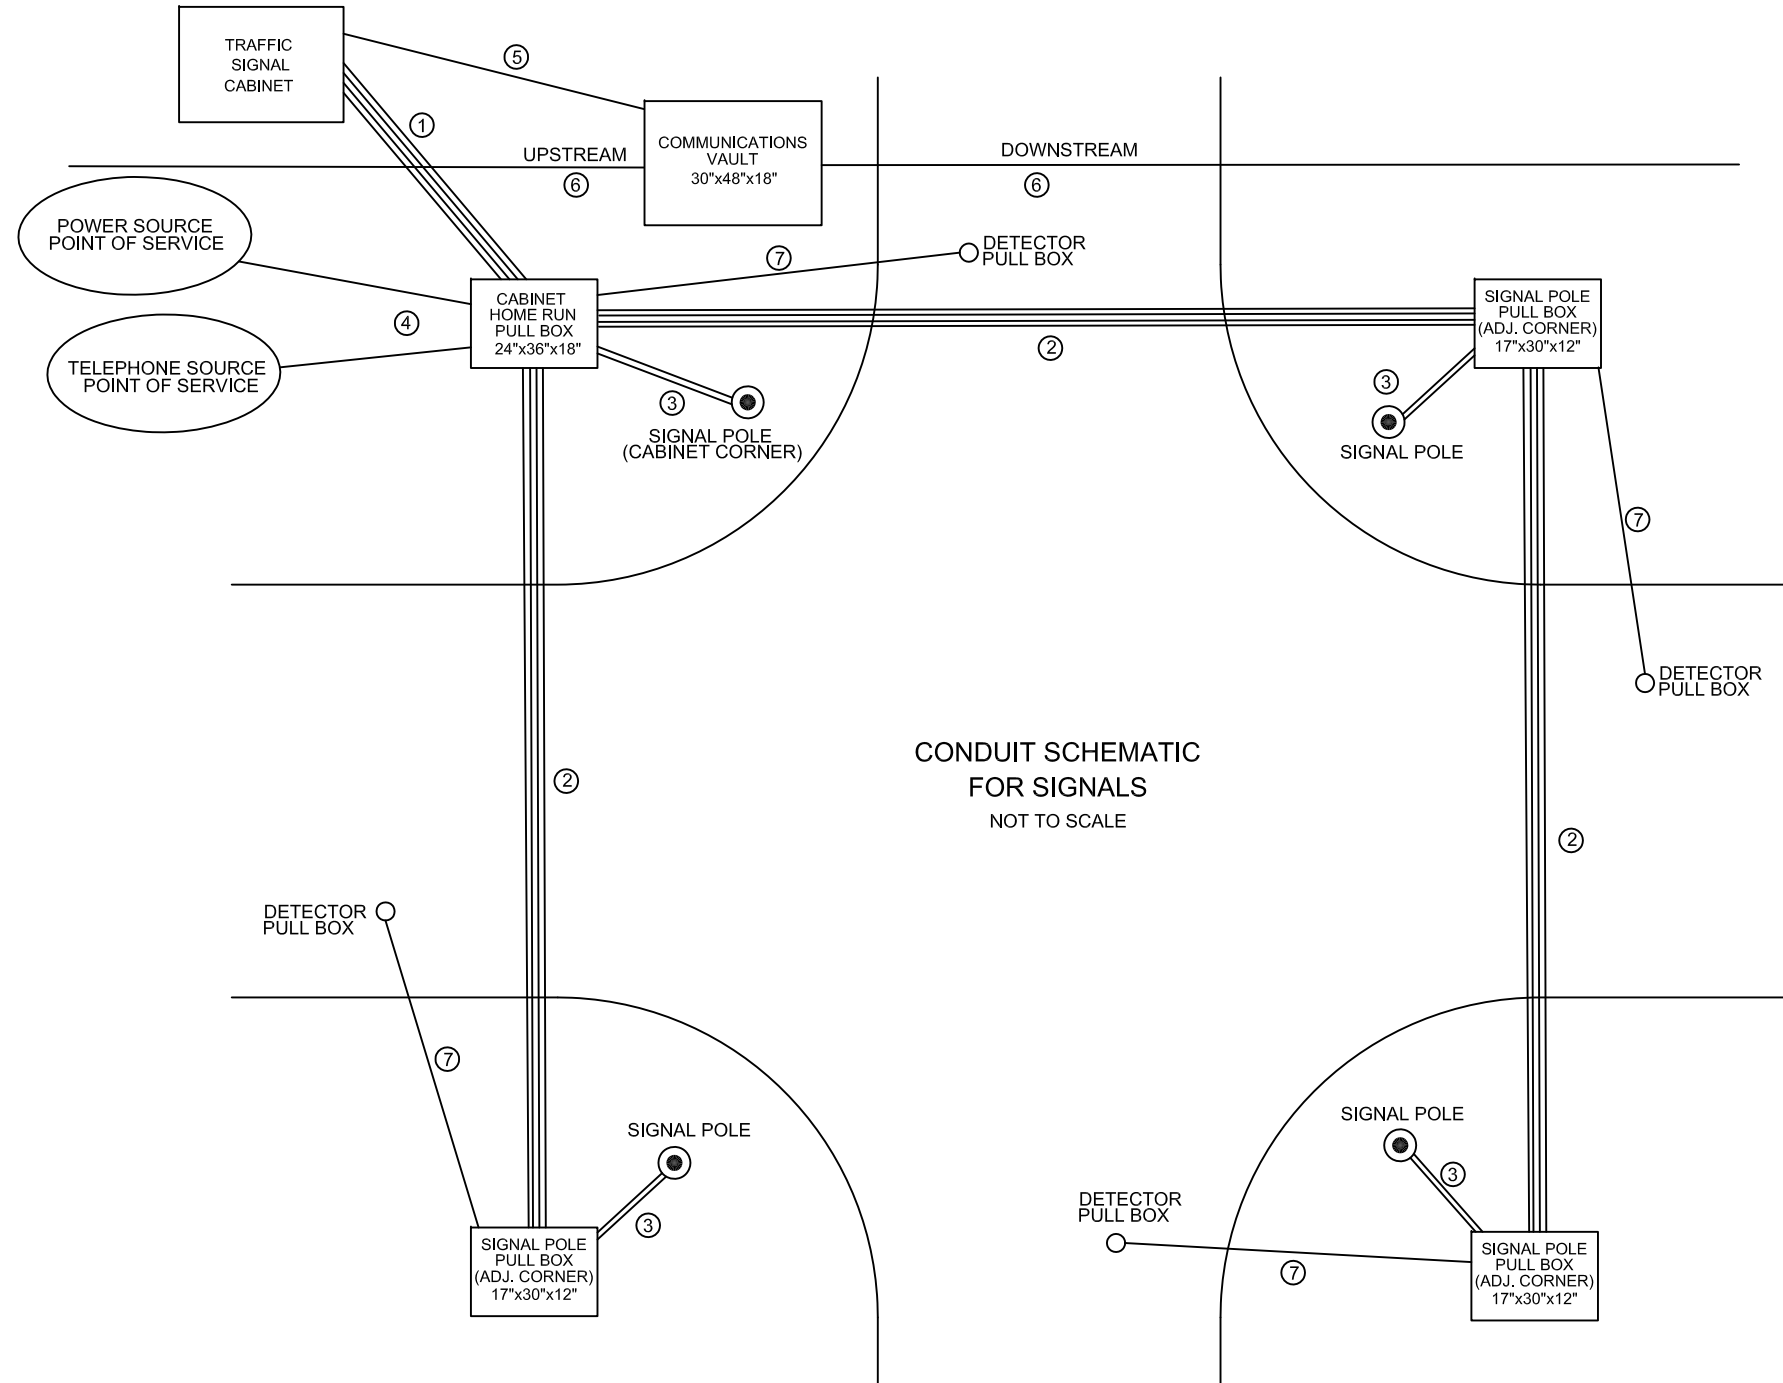 TRAFFIC
SIGNAL
CABINET
5
1
COMMUNICATIONS
VAULT
30"x48"x18"
UPSTREAM
6
DOWNSTREAM
6
POWER SOURCE
POINT OF SERVICE
7
DETECTOR
PULL BOX
CABINET
HOME RUN
PULL BOX
24"x36"x18"
4
TELEPHONE SOURCE
POINT OF SERVICE
2
SIGNAL POLE
PULL BOX
(ADJ. CORNER)
17"x30"x12"
3
SIGNAL POLE
(CABINET CORNER)
3
SIGNAL POLE
7
DETECTOR
PULL BOX
CONDUIT SCHEMATIC
FOR SIGNALS
NOT TO SCALE
2
2
DETECTOR
PULL BOX
7
SIGNAL POLE
3
SIGNAL POLE
PULL BOX
(ADJ. CORNER)
17"x30"x12"
SIGNAL POLE
3
DETECTOR
PULL BOX
7
SIGNAL POLE
PULL BOX
(ADJ. CORNER)
17"x30"x12"